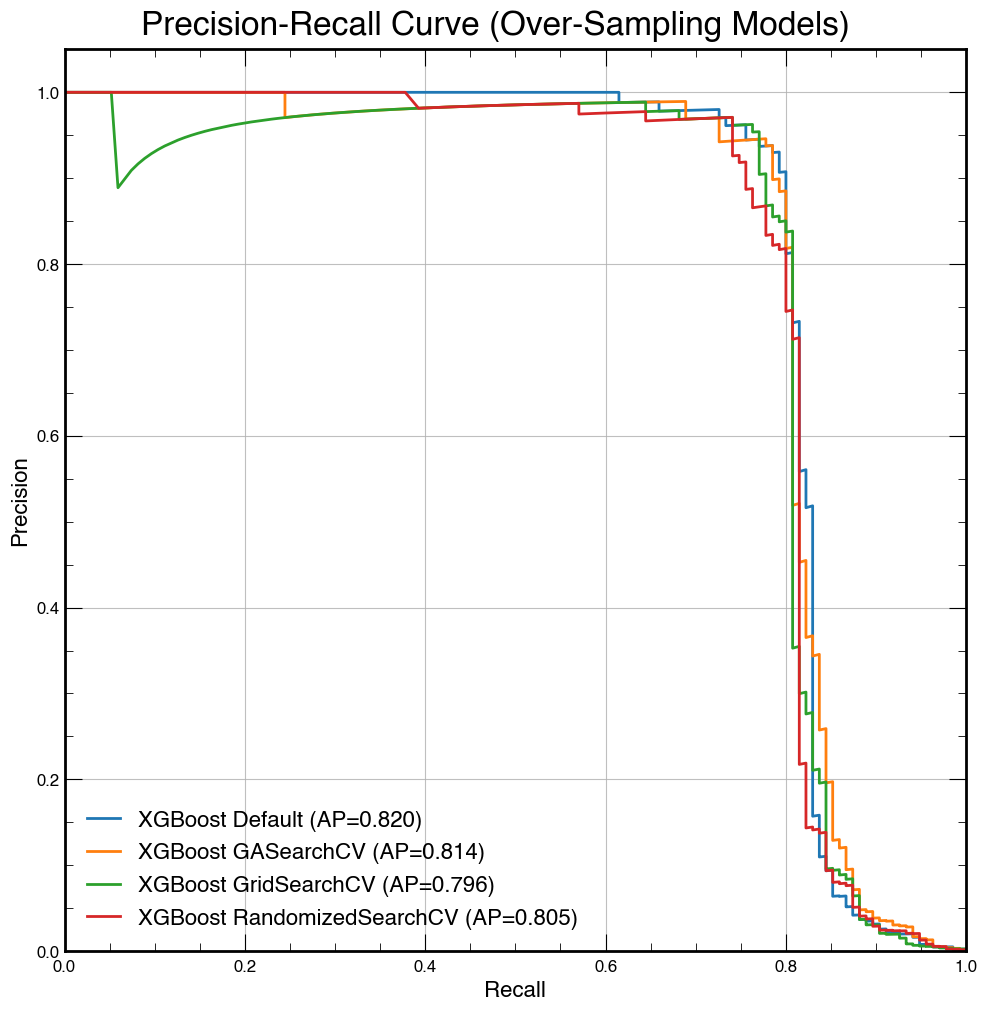 Precision-Recall Curve (Over-Sampling Models)
1.0
0.8
0.6
0.4
0.2
0.0
Precision
XGBoost Default (AP=0.820)
XGBoost GASearchCV (AP=0.814)
XGBoost GridSearchCV (AP=0.796)
XGBoost RandomizedSearchCV (AP=0.805)
0.0 0.2 0.4 0.6 0.8 1.0
Recall